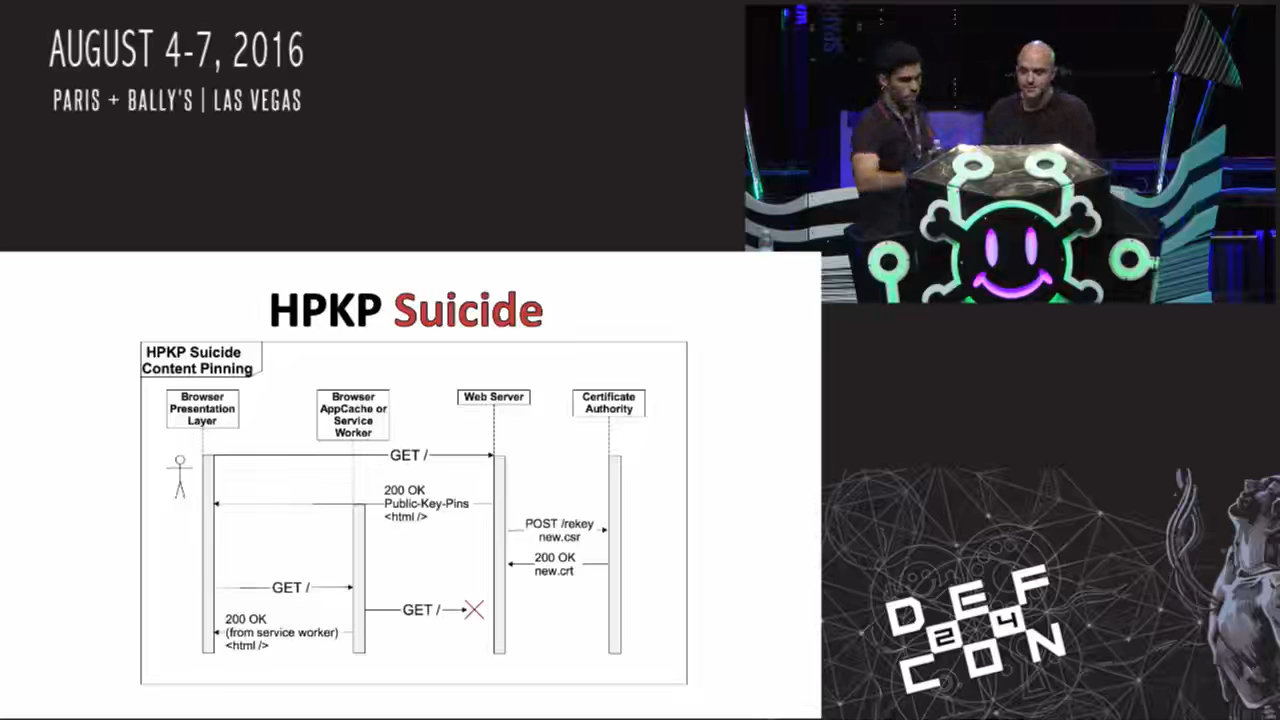 AUGUST 4-7, 2016
PARIS + BALLY'S | LAS VEGAS
HPKP Suicide
HPKP Suicide
Content Pinning
Browser
Presentation
Layer
Browser
AppCache or
Service
Worker
Web Server
Certificate
Authority
GET /
200 OK
Public-Key-Pins
<html />
POST /rekey
new.csr
200 OK
new.crt
GET /
GET /
200 OK
(from service worker)
<html />
DEF
24
CON